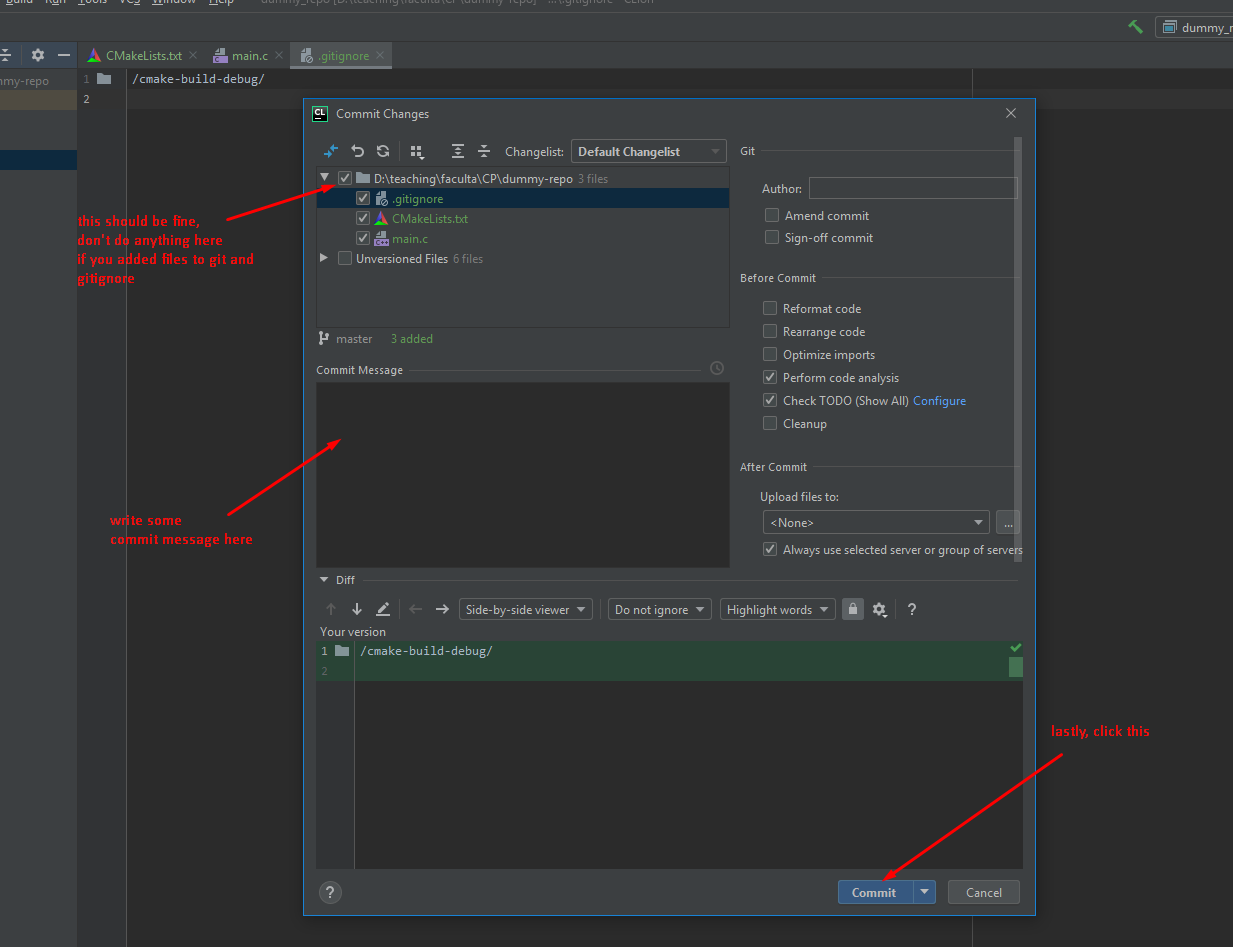 Build Run Tools VCS Window Help dummy_repo [D:\teaching\faculta\CP\dummy-repo] - ...\.gitignore - CLion
dummy_r
CMakeLists.txt main.c .gitignore
my-repo
1 /cmake-build-debug/
2
CL Commit Changes
Changelist: Default Changelist
Git
D:\teaching\faculta\CP\dummy-repo 3 files
.gitignore
CMakeLists.txt
C++ main.c
Unversioned Files 6 files
this should be fine,
don't do anything here
if you added files to git and
gitignore
Author:
Amend commit
Sign-off commit
Before Commit
Reformat code
Rearrange code
Optimize imports
Perform code analysis
Check TODO (Show All) Configure
Cleanup
master 3 added
Commit Message
write some
commit message here
After Commit
Upload files to:
<None> ...
Always use selected server or group of servers
Diff
Side-by-side viewer Do not ignore Highlight words ?
Your version
1 /cmake-build-debug/
2
lastly, click this
? Commit Cancel